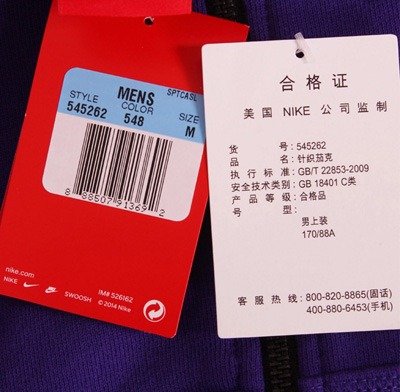 SPTCASL
MENS
STYLE COLOR SIZE
545262 548 M
8 88507 91369 2
nike.com
NIKE SWOOSH
IM# 526162
© 2014 Nike
合格证
美国 NIKE 公司监制
货号: 545262
品名: 针织茄克
执行标准: GB/T 22853-2009
安全技术类别: GB 18401 C类
产品等级: 合格品
型号:
男上装
170/88A
客服热线: 800-820-8865(固话)
400-880-6453(手机)